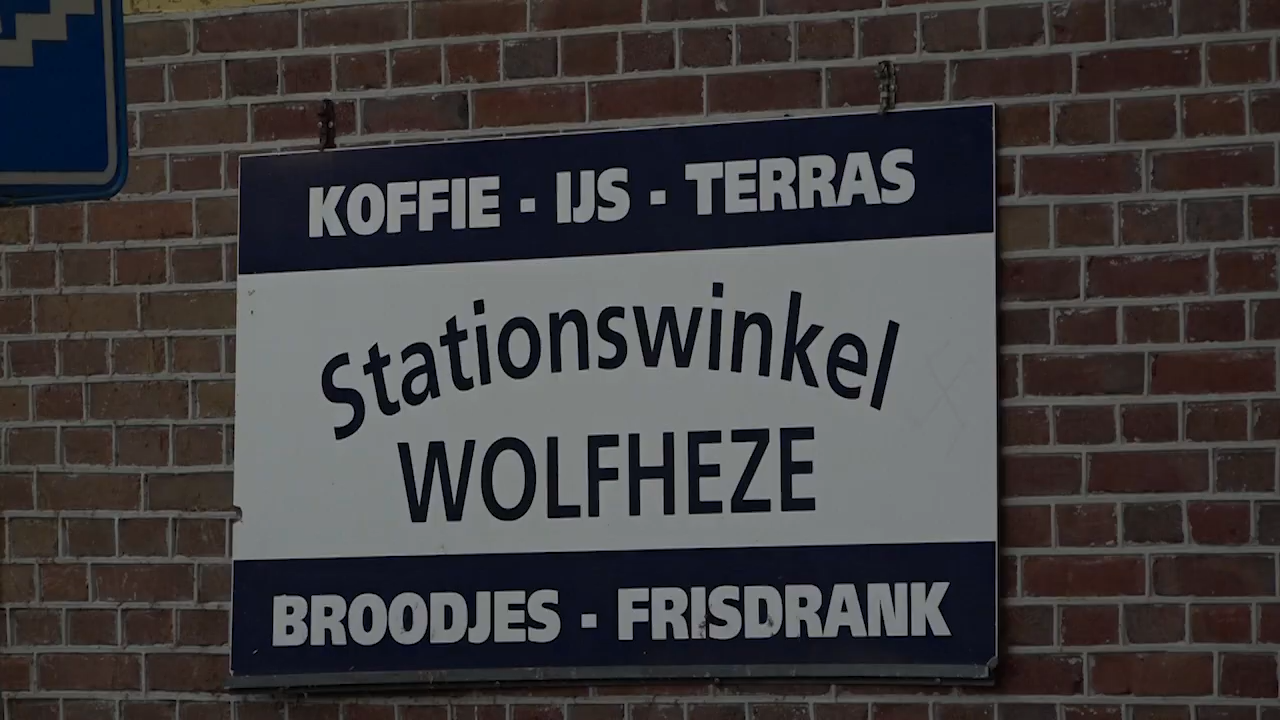 KOFFIE - IJS - TERRAS
Stationswinkel
WOLFHEZE
BROODJES - FRISDRANK